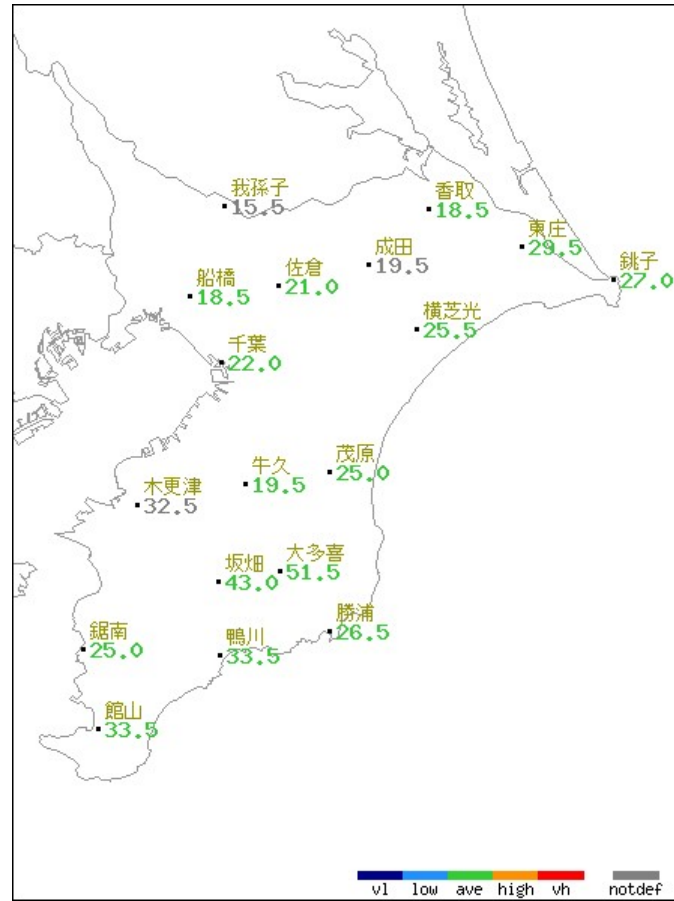 我孫子
15.5
香取
18.5
東庄
29.5
成田
19.5
銚子
27.0
船橋
18.5
佐倉
21.0
横芝光
25.5
千葉
22.0
茂原
25.0
牛久
19.5
木更津
32.5
大多喜
51.5
坂畑
43.0
勝浦
26.5
鋸南
25.0
鴨川
33.5
館山
33.5
vl low ave high vh notdef